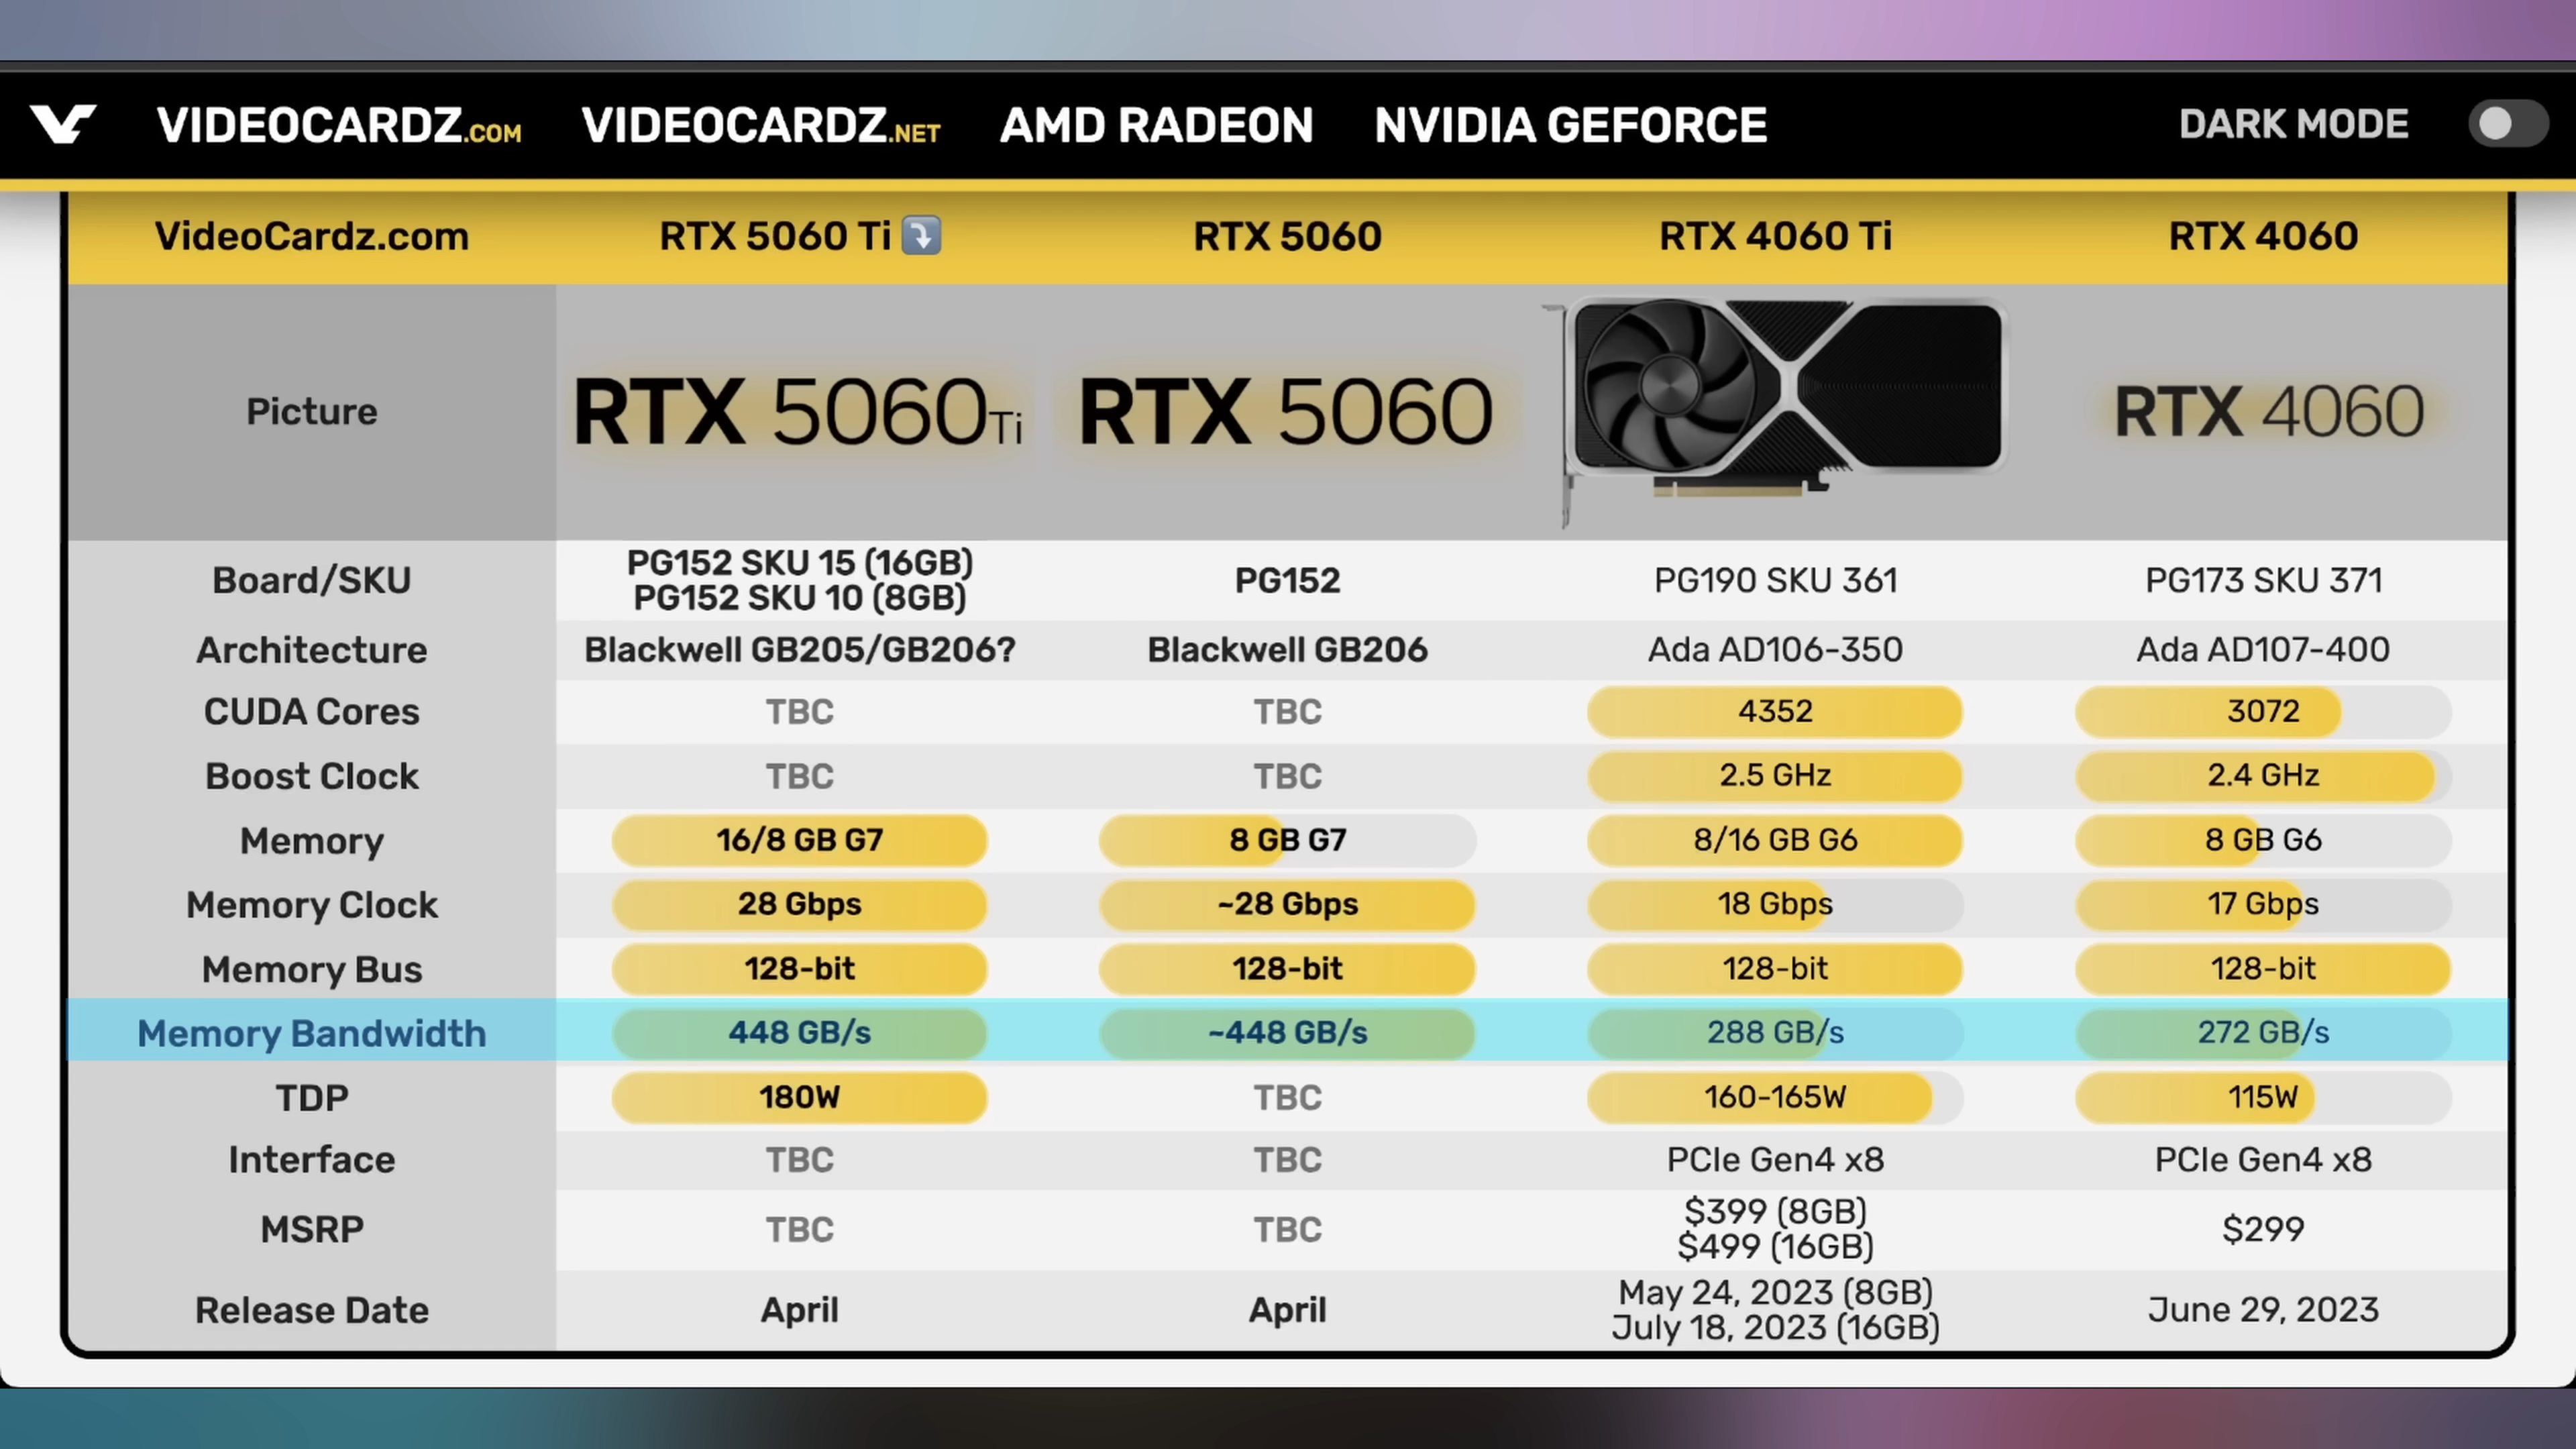 VIDEOCARDZ.COM VIDEOCARDZ.NET AMD RADEON NVIDIA GEFORCE DARK MODE
VideoCardz.com RTX 5060 Ti RTX 5060 RTX 4060 Ti RTX 4060
Picture RTX 5060 Ti RTX 5060 RTX 4060
Board/SKU PG152 SKU 15 (16GB) PG152 PG190 SKU 361 PG173 SKU 371
PG152 SKU 10 (8GB)
Architecture Blackwell GB205/GB206? Blackwell GB206 Ada AD106-350 Ada AD107-400
CUDA Cores TBC TBC 4352 3072
Boost Clock TBC TBC 2.5 GHz 2.4 GHz
Memory 16/8 GB G7 8 GB G7 8/16 GB G6 8 GB G6
Memory Clock 28 Gbps ~28 Gbps 18 Gbps 17 Gbps
Memory Bus 128-bit 128-bit 128-bit 128-bit
Memory Bandwidth 448 GB/s ~448 GB/s 288 GB/s 272 GB/s
TDP 180W TBC 160-165W 115W
Interface TBC TBC PCIe Gen4 x8 PCIe Gen4 x8
MSRP TBC TBC $399 (8GB) $299
$499 (16GB)
Release Date April April May 24, 2023 (8GB) June 29, 2023
July 18, 2023 (16GB)